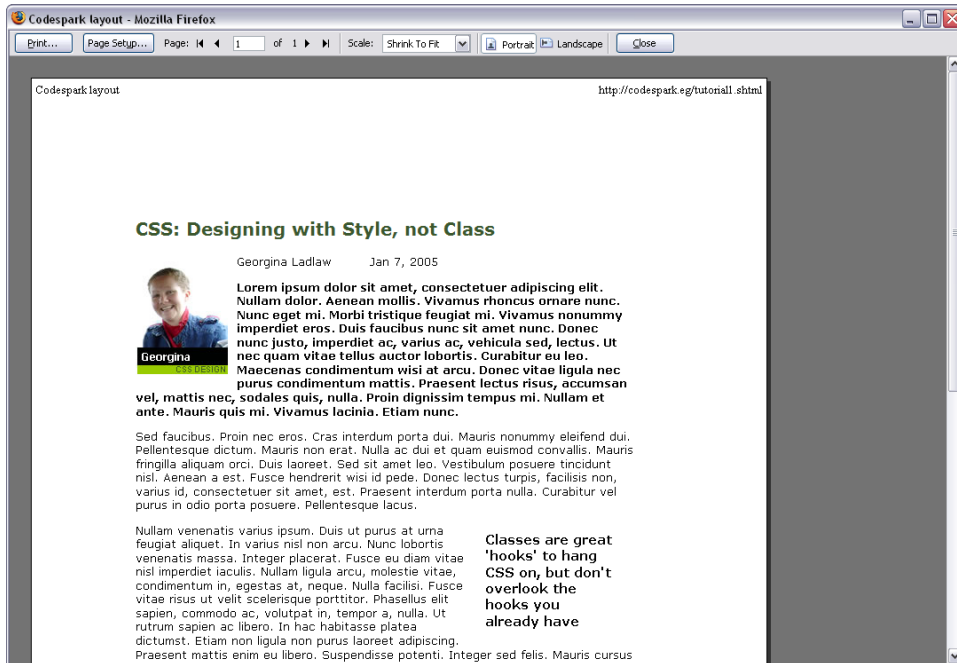 Codespark layout - Mozilla Firefox
Print... Page Setup... Page: 1 of 1 Scale: Shrink To Fit Portrait Landscape Close
Codespark layout http://codespark.eg/tutorial1.shtml
CSS: Designing with Style, not Class
Georgina Ladlaw Jan 7, 2005
Lorem ipsum dolor sit amet, consectetuer adipiscing elit.
Nullam dolor. Aenean mollis. Vivamus rhoncus ornare nunc.
Nunc eget mi. Morbi tristique feugiat mi. Vivamus nonummy
imperdiet eros. Duis faucibus nunc sit amet nunc. Donec
nunc justo, imperdiet ac, varius ac, vehicula sed, lectus. Ut
nec quam vitae tellus auctor lobortis. Curabitur eu leo.
Maecenas condimentum wisi at arcu. Donec vitae ligula nec
purus condimentum mattis. Praesent lectus risus, accumsan
Georgina
CSS DESIGN
vel, mattis nec, sodales quis, nulla. Proin dignissim tempus mi. Nullam et
ante. Mauris quis mi. Vivamus lacinia. Etiam nunc.
Sed faucibus. Proin nec eros. Cras interdum porta dui. Mauris nonummy eleifend dui.
Pellentesque dictum. Mauris non erat. Nulla ac dui et quam euismod convallis. Mauris
fringilla aliquam orci. Duis laoreet. Sed sit amet leo. Vestibulum posuere tincidunt
nisl. Aenean a est. Fusce hendrerit wisi id pede. Donec lectus turpis, facilisis non,
varius id, consectetuer sit amet, est. Praesent interdum porta nulla. Curabitur vel
purus in odio porta posuere. Pellentesque lacus.
Nullam venenatis varius ipsum. Duis ut purus at urna
feugiat aliquet. In varius nisl non arcu. Nunc lobortis
venenatis massa. Integer placerat. Fusce eu diam vitae
nisl imperdiet iaculis. Nullam ligula arcu, molestie vitae,
condimentum in, egestas at, neque. Nulla facilisi. Fusce
vitae risus ut velit scelerisque porttitor. Phasellus elit
sapien, commodo ac, volutpat in, tempor a, nulla. Ut
rutrum sapien ac libero. In hac habitasse platea
dictumst. Etiam non ligula non purus laoreet adipiscing.
Praesent mattis enim eu libero. Suspendisse potenti. Integer sed felis. Mauris cursus
Classes are great
'hooks' to hang
CSS on, but don't
overlook the
hooks you
already have